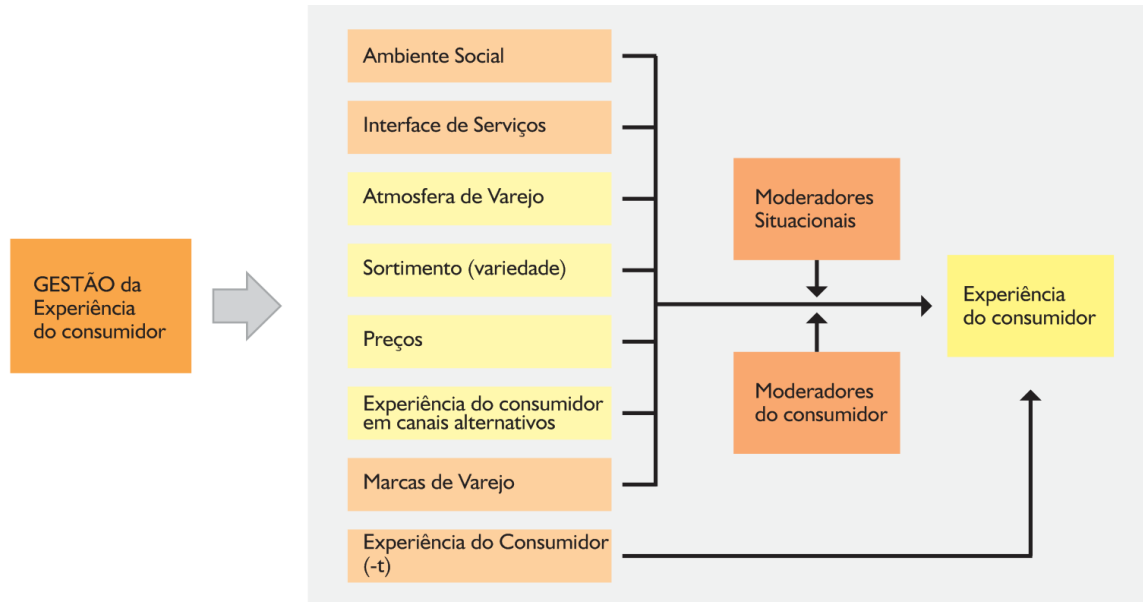 GESTÃO da
Experiência
do consumidor
Ambiente Social
Interface de Serviços
Atmosfera de Varejo
Sortimento (variedade)
Preços
Experiência do consumidor
em canais alternativos
Marcas de Varejo
Experiência do Consumidor
(-t)
Moderadores
Situacionais
Moderadores
do consumidor
Experiência
do consumidor